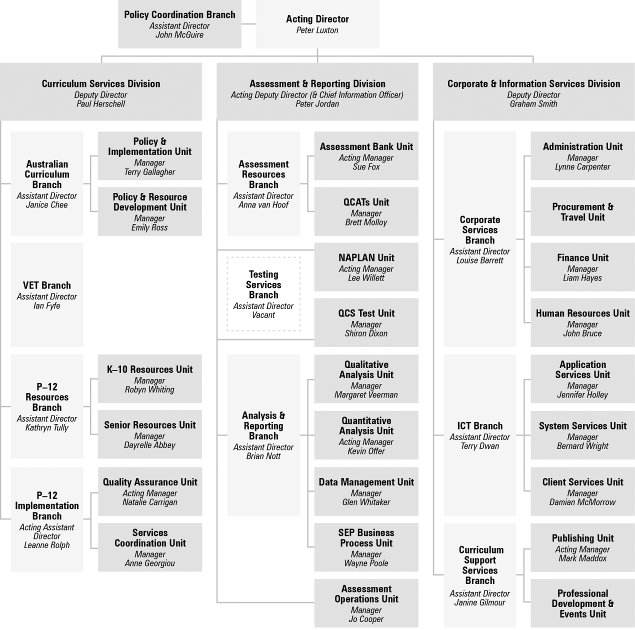 Policy Coordination Branch
Assistant Director
John McGuire
Acting Director
Peter Luxton
Curriculum Services Division
Deputy Director
Paul Herschell
Australian
Curriculum
Branch
Assistant Director
Janice Chee
Policy &
Implementation Unit
Manager
Terry Gallagher
Policy & Resource
Development Unit
Manager
Emily Ross
VET Branch
Assistant Director
Ian Fyfe
P–12
Resources
Branch
Assistant Director
Kathryn Tully
K–10 Resources Unit
Manager
Robyn Whiting
Senior Resources Unit
Manager
Dayrelle Abbey
P–12
Implementation
Branch
Acting Assistant
Director
Leanne Rolph
Quality Assurance Unit
Acting Manager
Natalie Carrigan
Services
Coordination Unit
Manager
Anne Georgiou
Assessment & Reporting Division
Acting Deputy Director (& Chief Information Officer)
Peter Jordan
Assessment
Resources
Branch
Assistant Director
Anna van Hoof
Assessment Bank Unit
Acting Manager
Sue Fox
QCATs Unit
Manager
Brett Molloy
Testing
Services
Branch
Assistant Director
Vacant
NAPLAN Unit
Acting Manager
Lee Willett
QCS Test Unit
Manager
Shiron Dixon
Analysis &
Reporting
Branch
Assistant Director
Brian Nott
Qualitative
Analysis Unit
Manager
Margaret Veerman
Quantitative
Analysis Unit
Acting Manager
Kevin Offer
Data Management Unit
Manager
Glen Whitaker
SEP Business
Process Unit
Manager
Wayne Poole
Assessment
Operations Unit
Manager
Jo Cooper
Corporate & Information Services Division
Deputy Director
Graham Smith
Corporate
Services
Branch
Assistant Director
Louise Barrett
Administration Unit
Manager
Lynne Carpenter
Procurement &
Travel Unit
Finance Unit
Manager
Liam Hayes
Human Resources Unit
Manager
John Bruce
ICT Branch
Assistant Director
Terry Dwan
Application
Services Unit
Manager
Jennifer Holley
System Services Unit
Manager
Bernard Wright
Client Services Unit
Manager
Damian McMorrow
Curriculum
Support
Services
Branch
Assistant Director
Janine Gilmour
Publishing Unit
Acting Manager
Mark Maddox
Professional
Development &
Events Unit